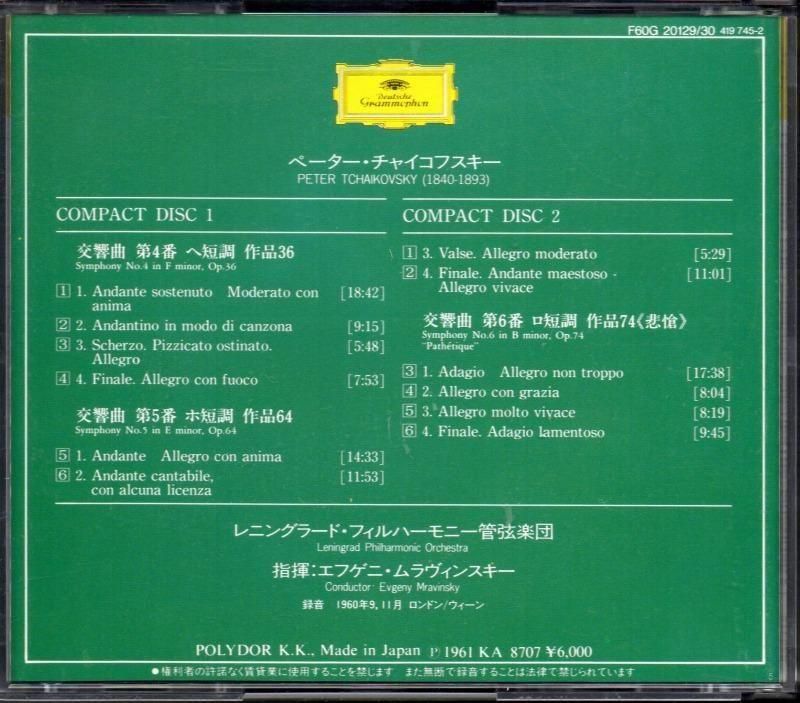 F60G 20129/30 419 745-2
Deutsche
Grammophon
ペーター・チャイコフスキー
PETER TCHAIKOVSKY (1840-1893)
COMPACT DISC 1
交響曲 第4番 ヘ短調 作品36
Symphony No.4 in F minor, Op.36
1 1. Andante sostenuto Moderato con [18:42]
anima
2 2. Andantino in modo di canzona [9:15]
3 3. Scherzo. Pizzicato ostinato. [5:48]
Allegro
4 4. Finale. Allegro con fuoco [7:53]
交響曲 第5番 ホ短調 作品64
Symphony No.5 in E minor, Op.64
5 1. Andante Allegro con anima [14:33]
6 2. Andante cantabile, [11:53]
con alcuna licenza
COMPACT DISC 2
1 3. Valse. Allegro moderato [5:29]
2 4. Finale. Andante maestoso - [11:01]
Allegro vivace
交響曲 第6番 ロ短調 作品74《悲愴》
Symphony No.6 in B minor, Op.74
"Pathétique"
3 1. Adagio Allegro non troppo [17:38]
4 2. Allegro con grazia [8:04]
5 3. Allegro molto vivace [8:19]
6 4. Finale. Adagio lamentoso [9:45]
レニングラード・フィルハーモニー管弦楽団
Leningrad Philharmonic Orchestra
指揮:エフゲニ・ムラヴィンスキー
Conductor: Evgeny Mravinsky
録音 1960年9, 11月 ロンドン/ウィーン
POLYDOR K.K., Made in Japan Ⓟ1961 KA 8707 ¥6,000
●権利者の許諾なく賃貸業に使用することを禁じます また無断で録音することは法律で禁じられています
5